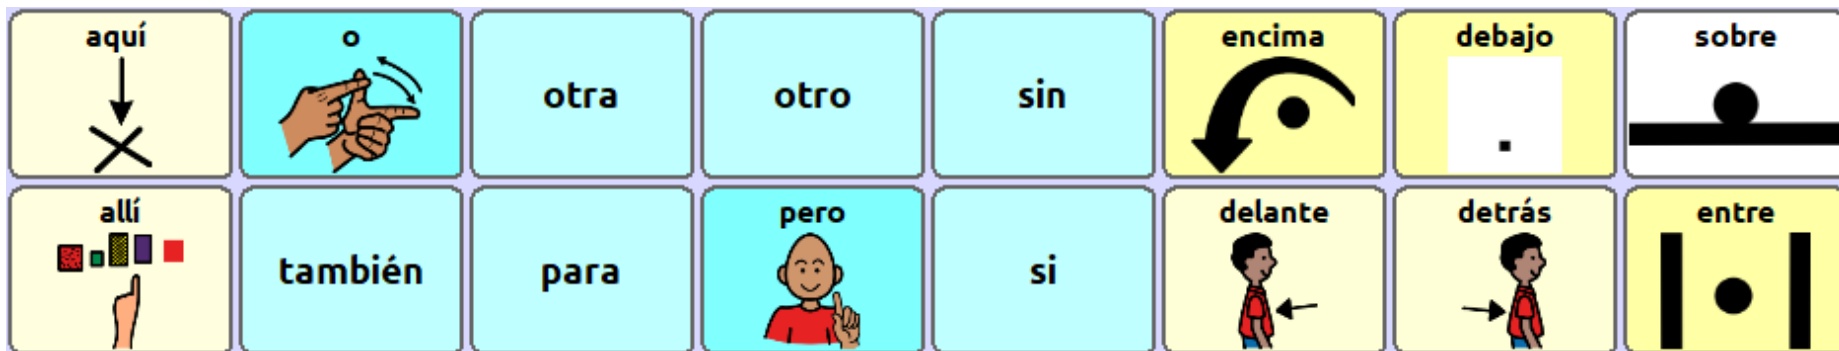 aquí
o
otra
otro
sin
encima
debajo
sobre
allí
también
para
pero
si
delante
detrás
entre